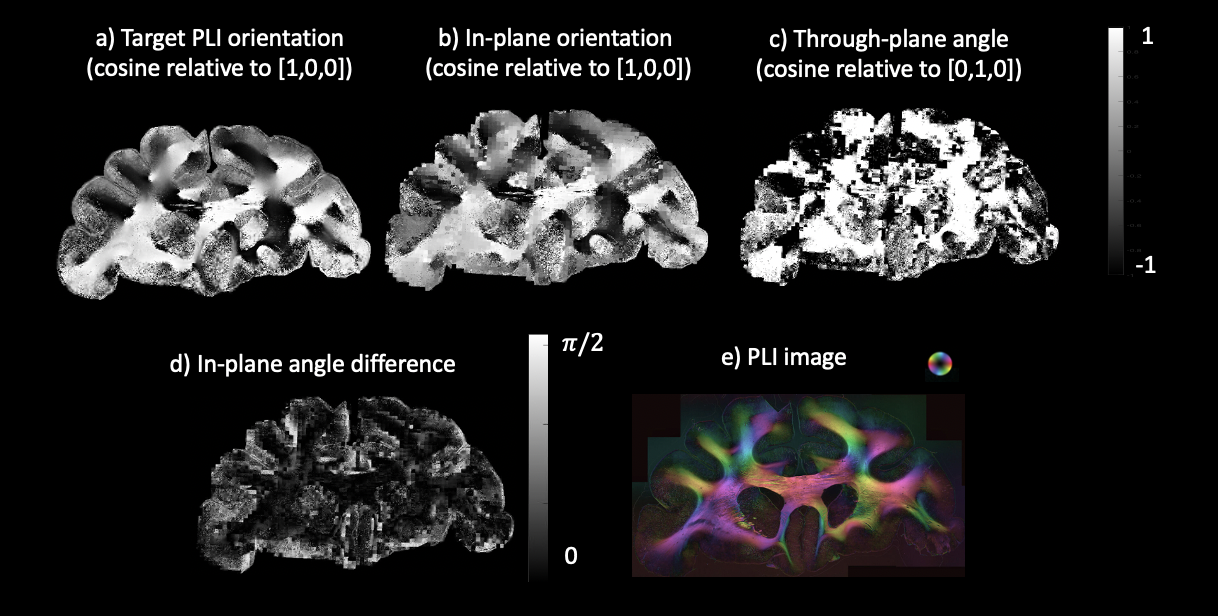 a) Target PLI orientation
(cosine relative to [1,0,0])
b) In-plane orientation
(cosine relative to [1,0,0])
c) Through-plane angle
(cosine relative to [0,1,0])
1
-1
d) In-plane angle difference
π/2
0
e) PLI image